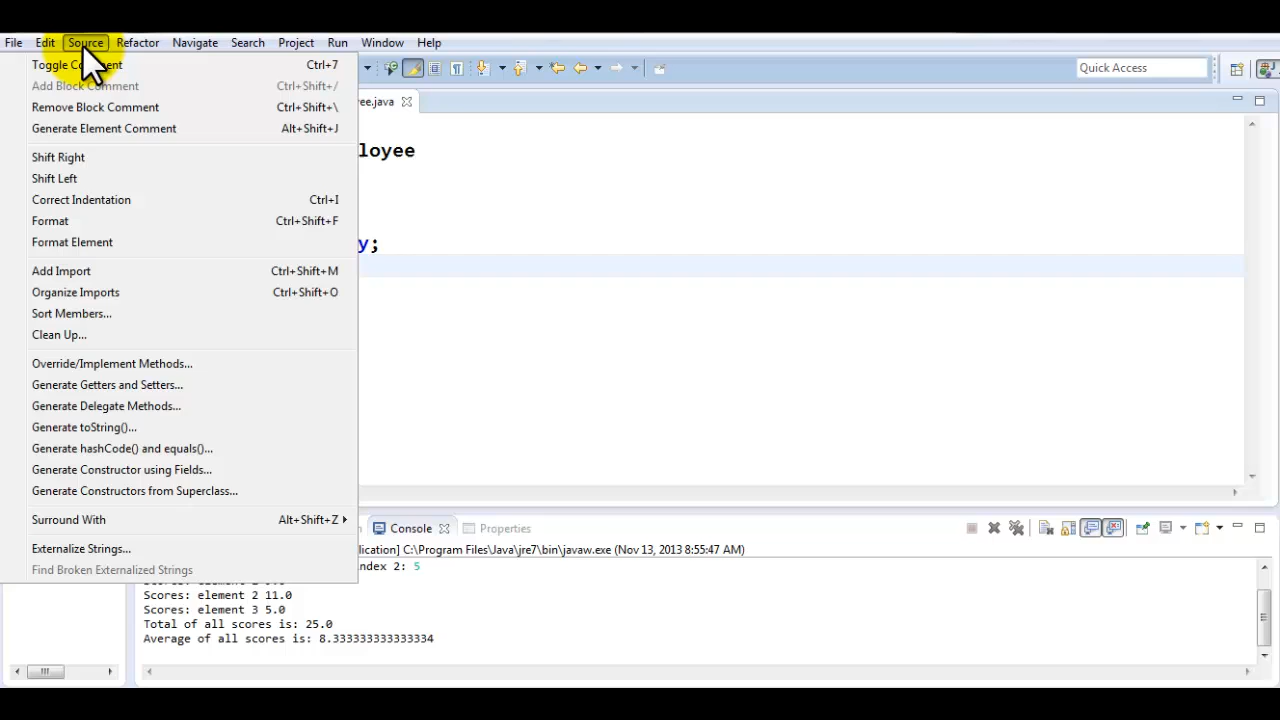 File Edit Source Refactor Navigate Search Project Run Window Help
Quick Access
Toggle Comment Ctrl+7
Add Block Comment Ctrl+Shift+/
Remove Block Comment Ctrl+Shift+\
Generate Element Comment Alt+Shift+J
Shift Right
Shift Left
Correct Indentation Ctrl+I
Format Ctrl+Shift+F
Format Element
Add Import Ctrl+Shift+M
Organize Imports Ctrl+Shift+O
Sort Members...
Clean Up...
Override/Implement Methods...
Generate Getters and Setters...
Generate Delegate Methods...
Generate toString()...
Generate hashCode() and equals()...
Generate Constructor using Fields...
Generate Constructors from Superclass...
Surround With Alt+Shift+Z
Externalize Strings...
Find Broken Externalized Strings
ee.java
loyee
y;
Console Properties
lication] C:\Program Files\Java\jre7\bin\javaw.exe (Nov 13, 2013 8:55:47 AM)
ndex 2: 5
Scores: element 2 11.0
Scores: element 3 5.0
Total of all scores is: 25.0
Average of all scores is: 8.333333333333334